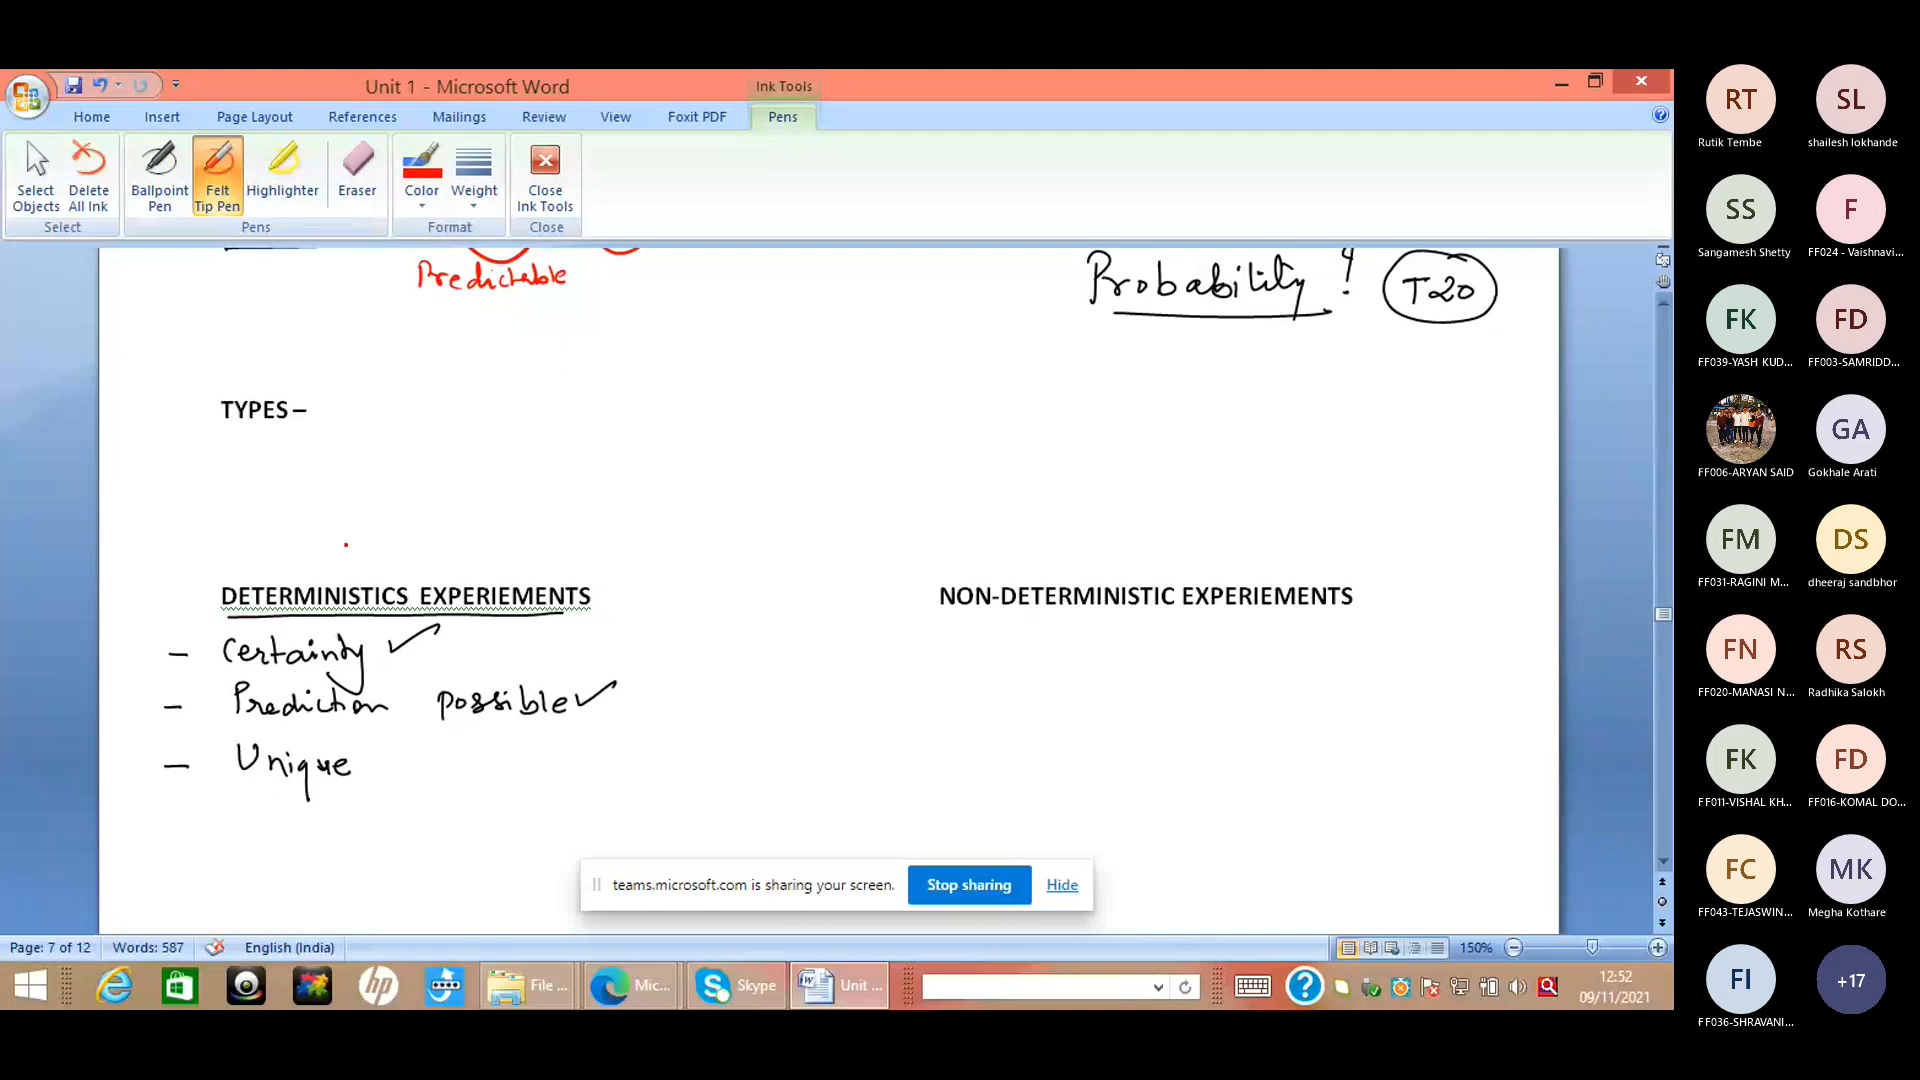 Unit 1 - Microsoft Word
Ink Tools
Home Insert Page Layout References Mailings Review View Foxit PDF Pens
Select Objects
Delete All Ink
Ballpoint Pen
Felt Tip Pen
Highlighter
Eraser
Color
Weight
Close Ink Tools
Select
Pens
Format
Close
Predictable
Probability !
T20
TYPES –
DETERMINISTICS EXPERIEMENTS
NON-DETERMINISTIC EXPERIEMENTS
– Certainty ✓
– Prediction possible ✓
– Unique
teams.microsoft.com is sharing your screen. Stop sharing Hide
Page: 7 of 12 Words: 587 English (India) 150%
File ... Mic... Skype Unit ...
12:52
09/11/2021
RT SL
Rutik Tembe shailesh lokhande
SS F
Sangamesh Shetty FF024 - Vaishnavi...
FK FD
FF039-YASH KUD... FF003-SAMRIDD...
GA
FF006-ARYAN SAID Gokhale Arati
FM DS
FF031-RAGINI M... dheeraj sandbhor
FN RS
FF020-MANASI N... Radhika Salokh
FK FD
FF011-VISHAL KH... FF016-KOMAL DO...
FC MK
FF043-TEJASWIN... Megha Kothare
FI +17
FF036-SHRAVANI...